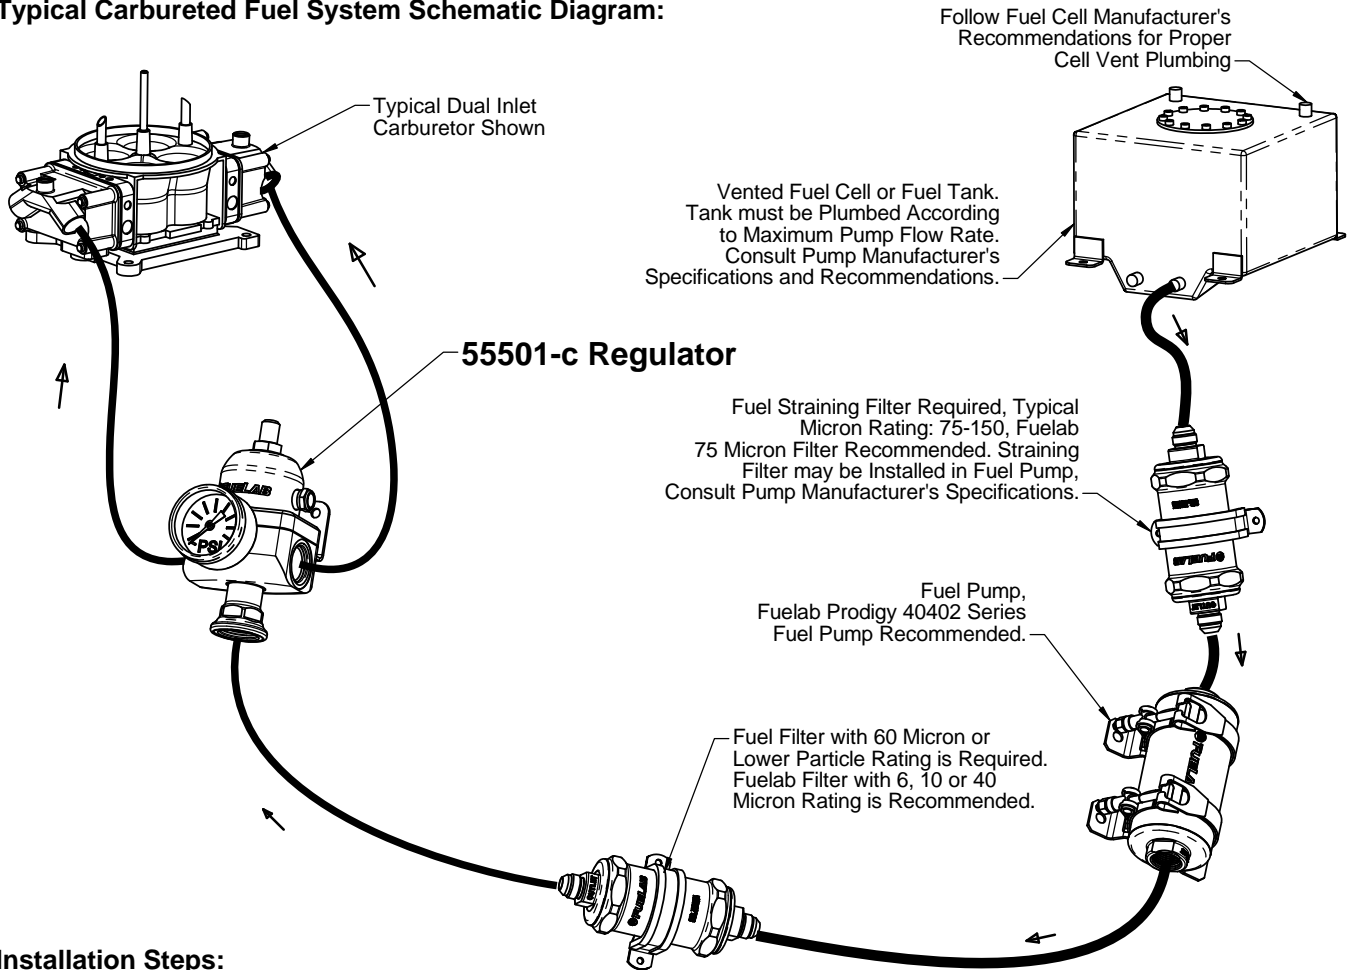 Typical Carbureted Fuel System Schematic Diagram:
Follow Fuel Cell Manufacturer's
Recommendations for Proper
Cell Vent Plumbing
Typical Dual Inlet
Carburetor Shown
Vented Fuel Cell or Fuel Tank.
Tank must be Plumbed According
to Maximum Pump Flow Rate.
Consult Pump Manufacturer's
Specifications and Recommendations.
55501-c Regulator
Fuel Straining Filter Required, Typical
Micron Rating: 75-150, Fuelab
75 Micron Filter Recommended. Straining
Filter may be Installed in Fuel Pump,
Consult Pump Manufacturer's Specifications.
PSI
Fuel Pump,
Fuelab Prodigy 40402 Series
Fuel Pump Recommended.
Fuel Filter with 60 Micron or
Lower Particle Rating is Required.
Fuelab Filter with 6, 10 or 40
Micron Rating is Recommended.
FUELAB
Installation Steps: